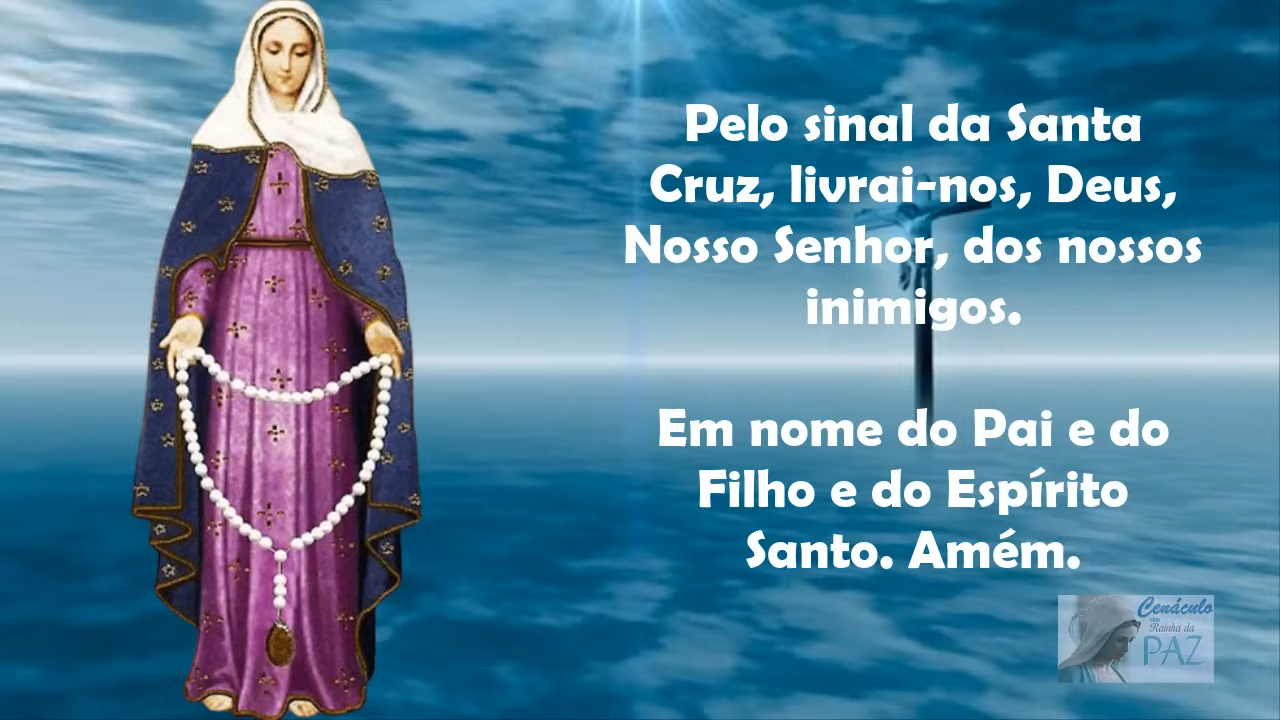 Pelo sinal da Santa
Cruz, livrai-nos, Deus,
Nosso Senhor, dos nossos
inimigos.
Em nome do Pai e do
Filho e do Espírito
Santo. Amém.
Cenáculo
Rainha da
PAZ